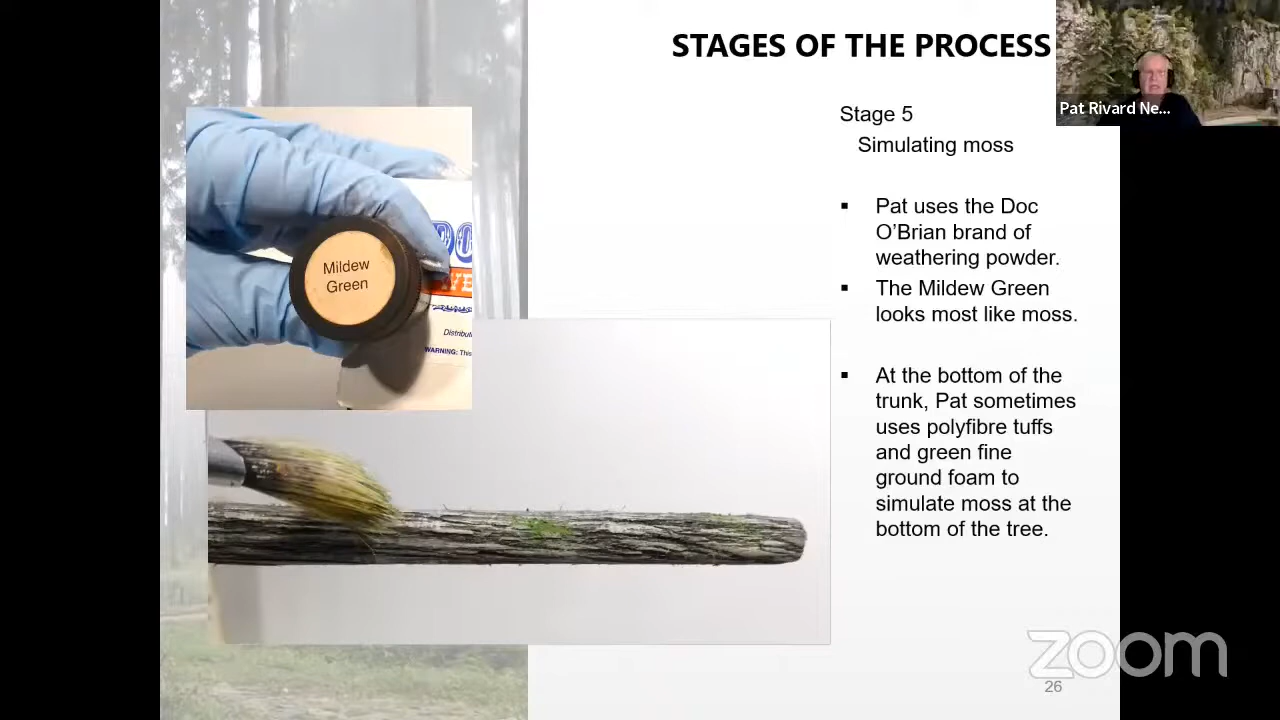 STAGES OF THE PROCESS
Pat Rivard Ne...
Stage 5
Simulating moss
▪ Pat uses the Doc
O’Brian brand of
weathering powder.
▪ The Mildew Green
looks most like moss.
▪ At the bottom of the
trunk, Pat sometimes
uses polyfibre tuffs
and green fine
ground foam to
simulate moss at the
bottom of the tree.
Mildew
Green
DO
WE
Distribu
WARNING: This
zoom
26